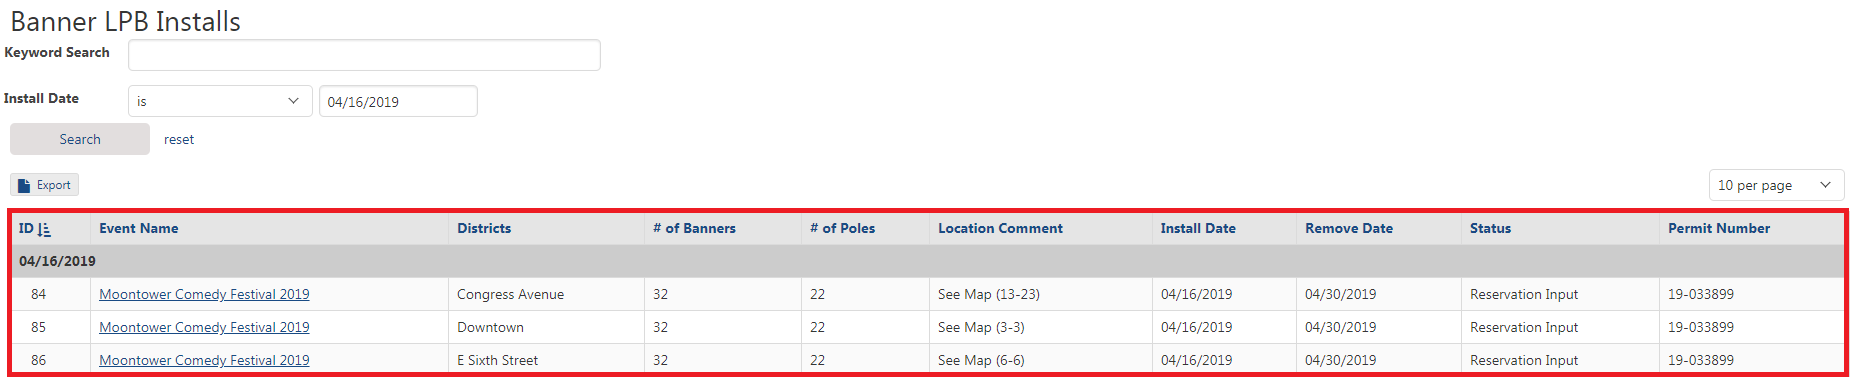 Banner LPB Installs
Keyword Search
Install Date is 04/16/2019
Search reset
Export 10 per page
ID Event Name Districts # of Banners # of Poles Location Comment Install Date Remove Date Status Permit Number
04/16/2019
84 Moontower Comedy Festival 2019 Congress Avenue 32 22 See Map (13-23) 04/16/2019 04/30/2019 Reservation Input 19-033899
85 Moontower Comedy Festival 2019 Downtown 32 22 See Map (3-3) 04/16/2019 04/30/2019 Reservation Input 19-033899
86 Moontower Comedy Festival 2019 E Sixth Street 32 22 See Map (6-6) 04/16/2019 04/30/2019 Reservation Input 19-033899